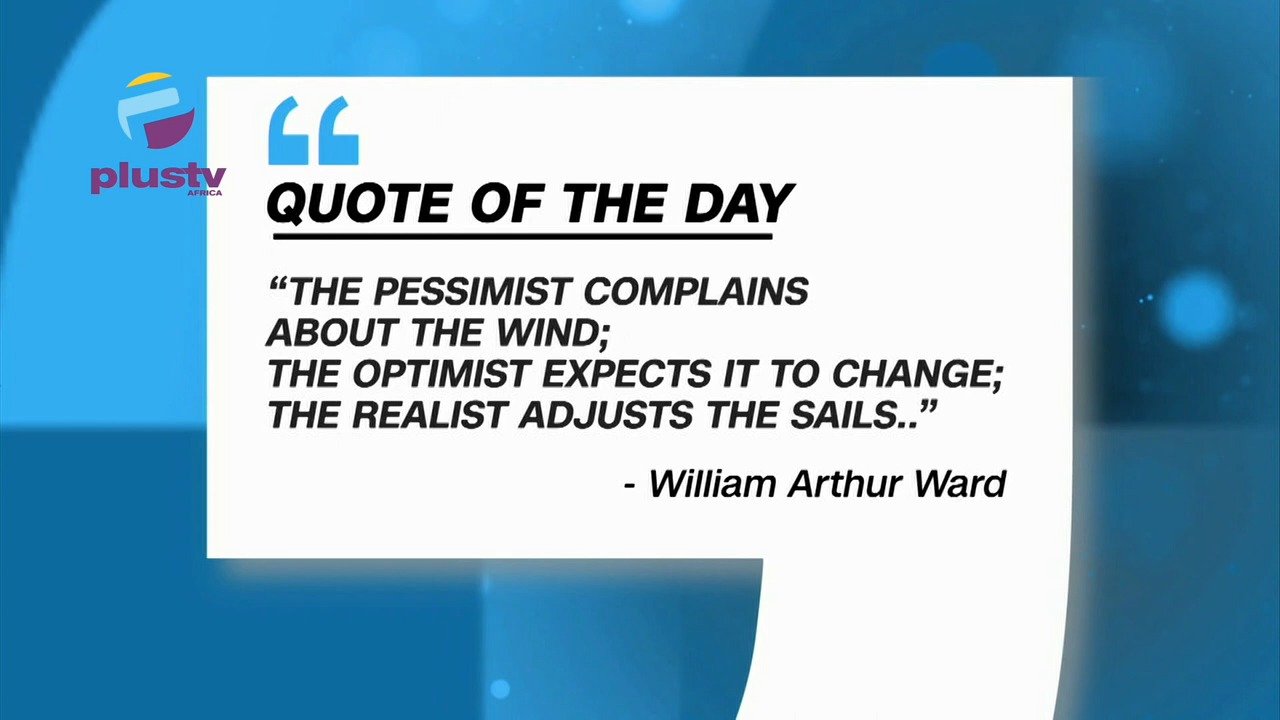 plustv
AFRICA
“
QUOTE OF THE DAY
“THE PESSIMIST COMPLAINS
ABOUT THE WIND;
THE OPTIMIST EXPECTS IT TO CHANGE;
THE REALIST ADJUSTS THE SAILS..”
- William Arthur Ward